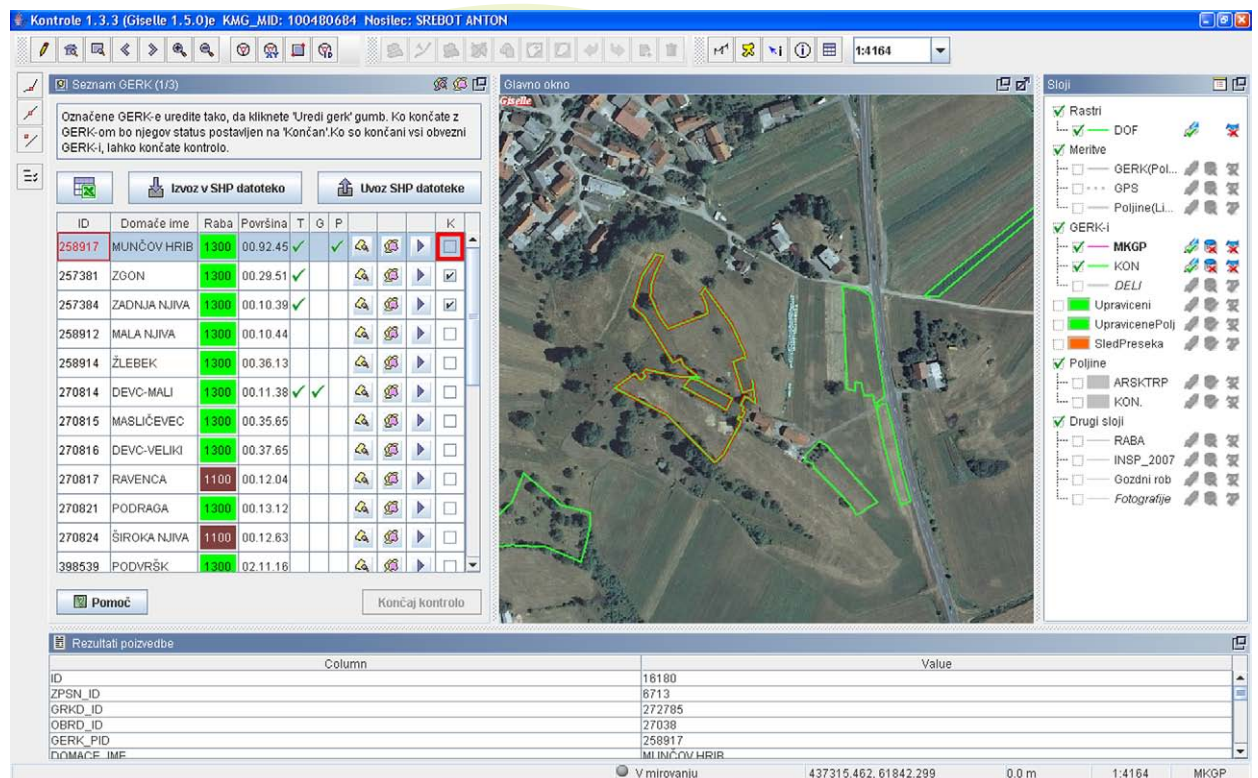 Kontrole 1.3.3 (Giselle 1.5.0)e KMG_MID: 100480684 Nosilec: SREBOT ANTON
1:4164
Seznam GERK (1/3)
Označene GERK-e uredite tako, da kliknete 'Uredi gerk' gumb. Ko končate z
GERK-om bo njegov status postavljen na 'Končan'.Ko so končani vsi obvezni
GERK-i, lahko končate kontrolo.
Izvoz v SHP datoteko
Uvoz SHP datoteke
ID Domače ime Raba Površina T G P K
258917 MUNČOV HRIB 1300 00.92.45
257381 ZGON 1300 00.29.51
257384 ZADNJA NJIVA 1300 00.10.39
258912 MALA NJIVA 1300 00.10.44
258914 ŽLEBEK 1300 00.36.13
270814 DEVC-MALI 1300 00.11.38
270815 MASLIČEVEC 1300 00.35.65
270816 DEVC-VELIKI 1300 00.37.65
270817 RAVENCA 1100 00.12.04
270821 PODRAGA 1300 00.13.12
270824 ŠIROKA NJIVA 1100 00.12.63
398539 PODVRŠK 1300 02.11.16
Pomoč
Končaj kontrolo
Glavno okno
Giselle
Sloji
Rastri
DOF
Meritve
GERK(Pol...
GPS
Poljine(Li...
GERK-i
MKGP
KON
DELI
Upraviceni
UpravicenePolj
SledPreseka
Poljine
ARSKTRP
KON.
Drugi sloji
RABA
INSP_2007
Gozdni rob
Fotografije
Rezultati poizvedbe
Column Value
ID 16180
ZPSN_ID 6713
GRKD_ID 272785
OBRD_ID 27038
GERK_PID 258917
DOMACE_IME MUNČOV HRIB
V mirovanju 437315.462, 61842.299 0.0 m 1:4164 MKGP